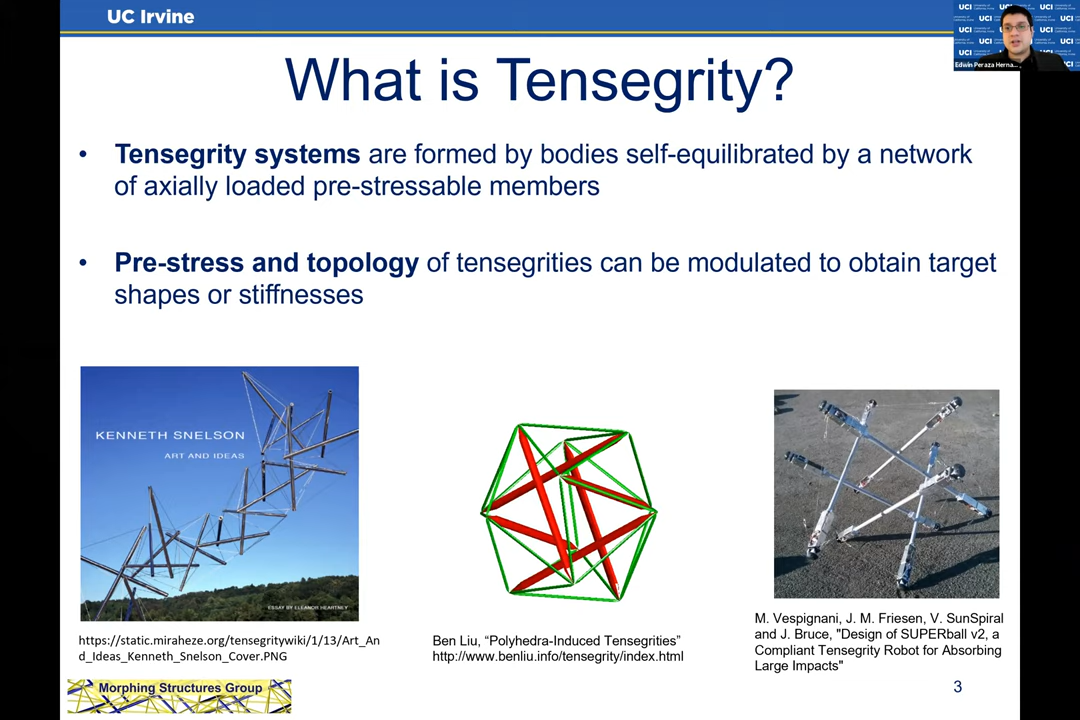 UC Irvine
What is Tensegrity?
• Tensegrity systems are formed by bodies self-equilibrated by a network
of axially loaded pre-stressable members
• Pre-stress and topology of tensegrities can be modulated to obtain target
shapes or stiffnesses
KENNETH SNELSON
ART AND IDEAS
ESSAY BY ELEANOR HEARTNEY
https://static.miraheze.org/tensegritywiki/1/13/Art_An
d_Ideas_Kenneth_Snelson_Cover.PNG
Ben Liu, “Polyhedra-Induced Tensegrities”
http://www.benliu.info/tensegrity/index.html
M. Vespignani, J. M. Friesen, V. SunSpiral
and J. Bruce, "Design of SUPERball v2, a
Compliant Tensegrity Robot for Absorbing
Large Impacts"
Morphing Structures Group
3
UCI
Edwin Peraza Herna...